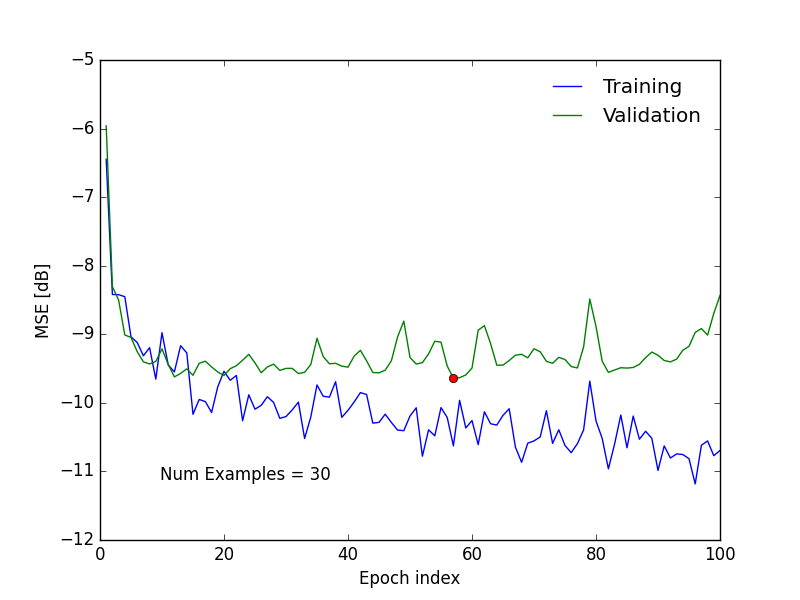 −5
−6
−7
−8
−9
−10
−11
−12
MSE [dB]
Training
Validation
Num Examples = 30
0 20 40 60 80 100
Epoch index